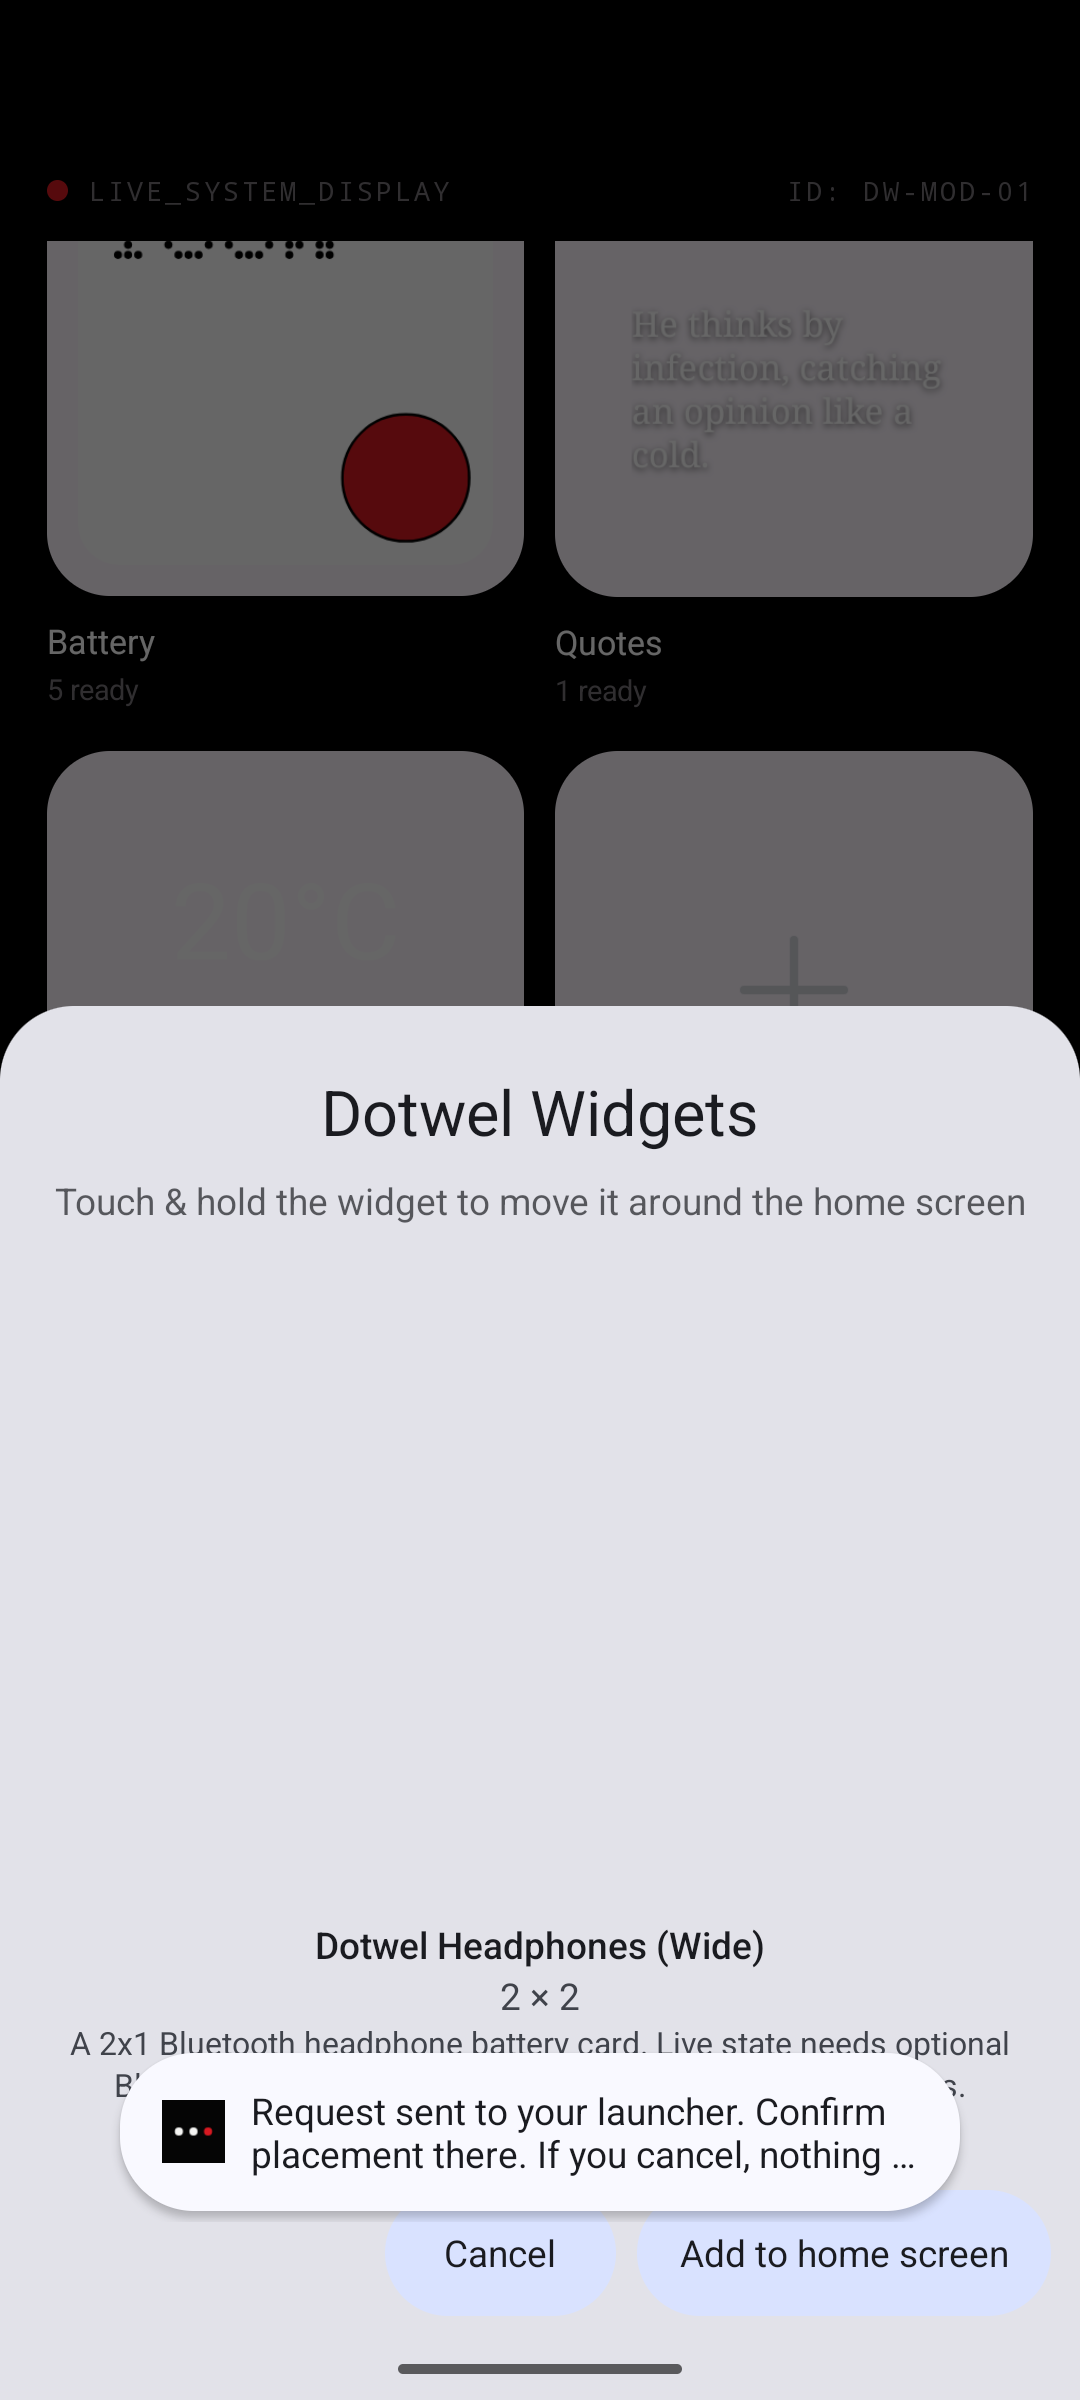 LIVE_SYSTEM_DISPLAY
ID: DW-MOD-01
He thinks by
infection, catching
an opinion like a
cold.
Battery
5 ready
Quotes
1 ready
20°C
Dotwel Widgets
Touch & hold the widget to move it around the home screen
Dotwel Headphones (Wide)
2 × 2
A 2x1 Bluetooth headphone battery card. Live state needs optional
Request sent to your launcher. Confirm
placement there. If you cancel, nothing ...
Cancel
Add to home screen